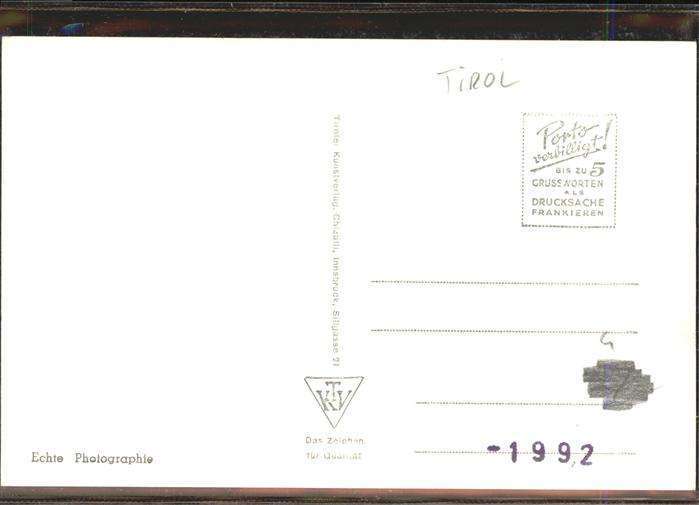 TIROL
Porto
verbilligt!
BIS ZU 5
GRUSSWORTEN
ALS
DRUCKSACHE
FRANKIEREN
Tiroler Kunstverlag, Chizzali, Innsbruck, Sillgasse 21
TKV
Das Zeichen
für Qualität
Echte Photographie
-1992